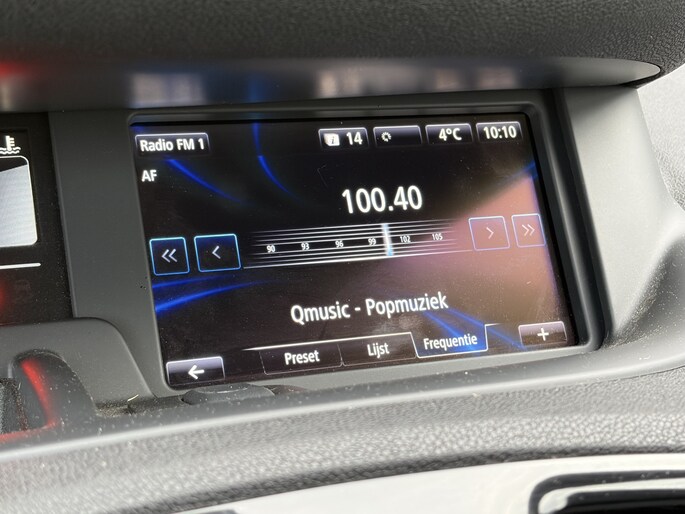 Radio FM 1 14 4°C 10:10
AF
100.40
90 93 96 99 102 105
« ‹ › »
Qmusic - Popmuziek
← Preset Lijst Frequentie +